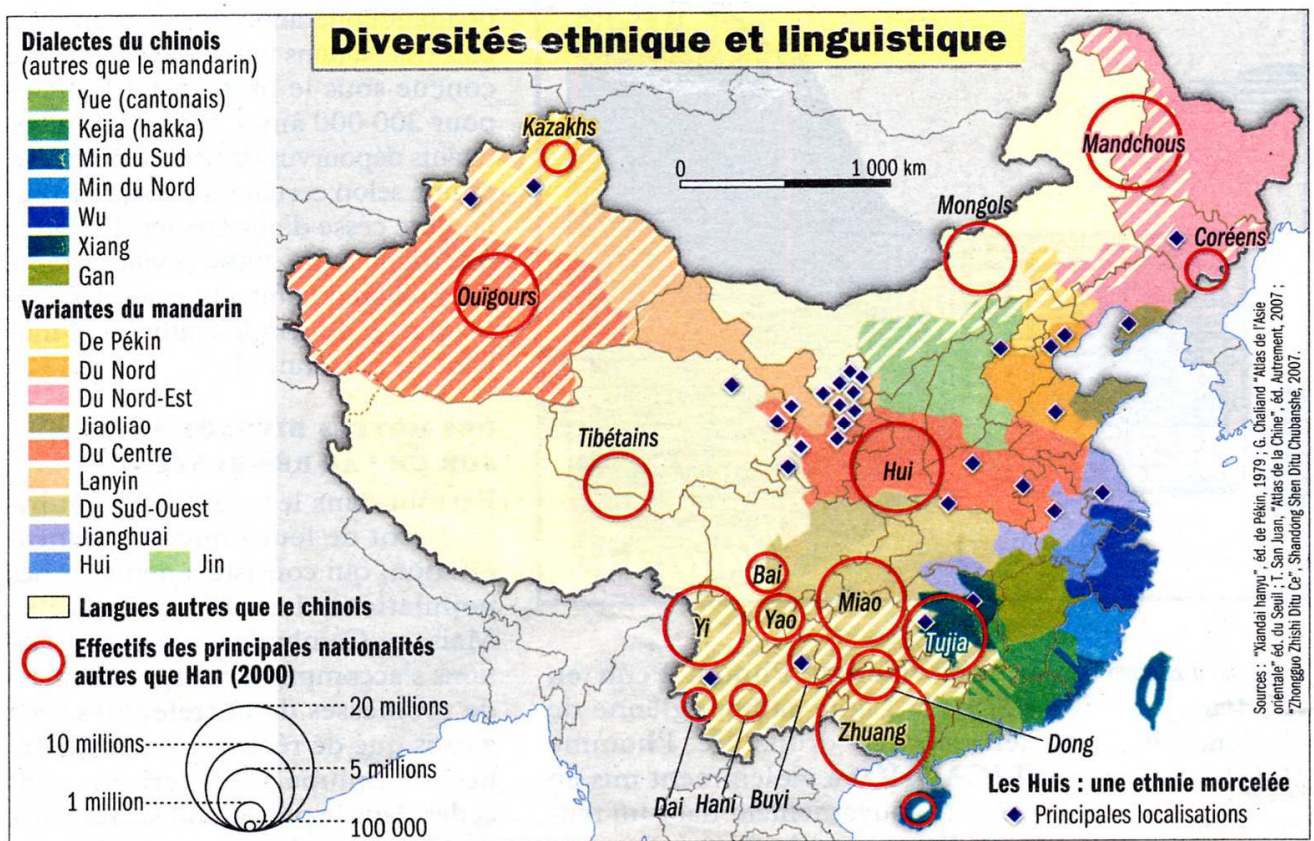 Diversités ethnique et linguistique
Dialectes du chinois
(autres que le mandarin)
Yue (cantonais)
Kejia (hakka)
Min du Sud
Min du Nord
Wu
Xiang
Gan
Variantes du mandarin
De Pékin
Du Nord
Du Nord-Est
Jiaoliao
Du Centre
Lanyin
Du Sud-Ouest
Jianghuai
Hui
Jin
Langues autres que le chinois
Effectifs des principales nationalités
autres que Han (2000)
20 millions
10 millions
5 millions
1 million
100 000
0
1 000 km
Kazakhs
Mandchous
Mongols
Coréens
Ouïgours
Tibétains
Hui
Bai
Miao
Yi
Yao
Tujia
Zhuang
Dong
Dai
Hani
Buyi
Les Huis : une ethnie morcelée
Principales localisations
Sources : "Xiandai hanyu", éd. de Pékin, 1979 ; G. Chaliand "Atlas de l'Asie
orientale" éd. du Seuil ; T. San Juan, "Atlas de la Chine", éd. Autrement, 2007 ;
"Zhongguo Zhishi Ditu Ce", Shandong Shen Ditu Chubanshe, 2007.